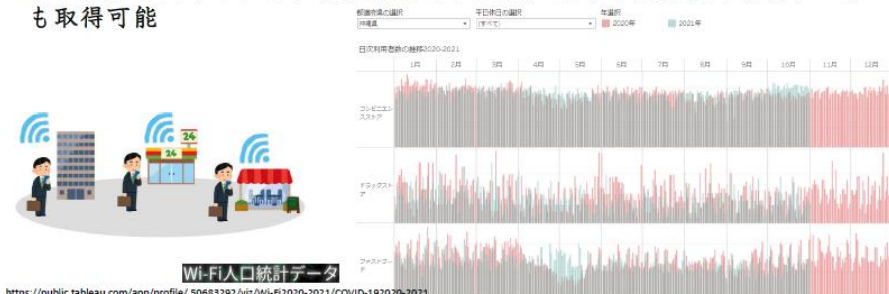 も取得可能
都道府県の選択
平日休日の選択
年選択
沖縄県
(すべて)
2020年
2021年
日次利用者数の推移2020-2021
1月 2月 3月 4月 5月 6月 7月 8月 9月 10月 11月 12月
コンビニエン
スストア
ドラッグスト
ア
ファストフー
ド
24
24
Wi-Fi人口統計データ
https://public.tableau.com/app/profile/.50683292/viz/Wi-Fi2020-2021/COVID-192020-2021